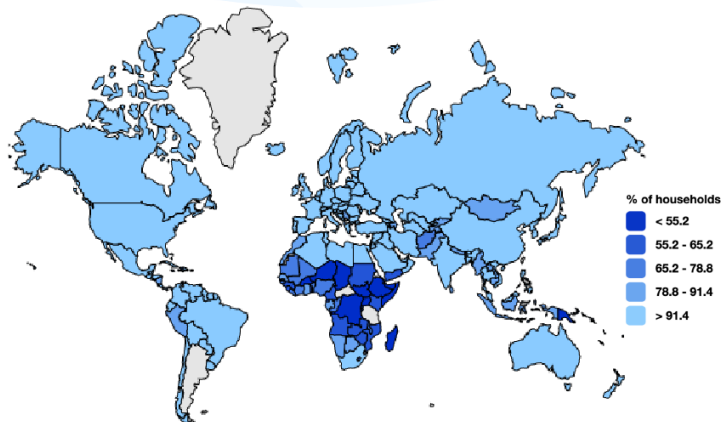 % of households
< 55.2
55.2 - 65.2
65.2 - 78.8
78.8 - 91.4
> 91.4